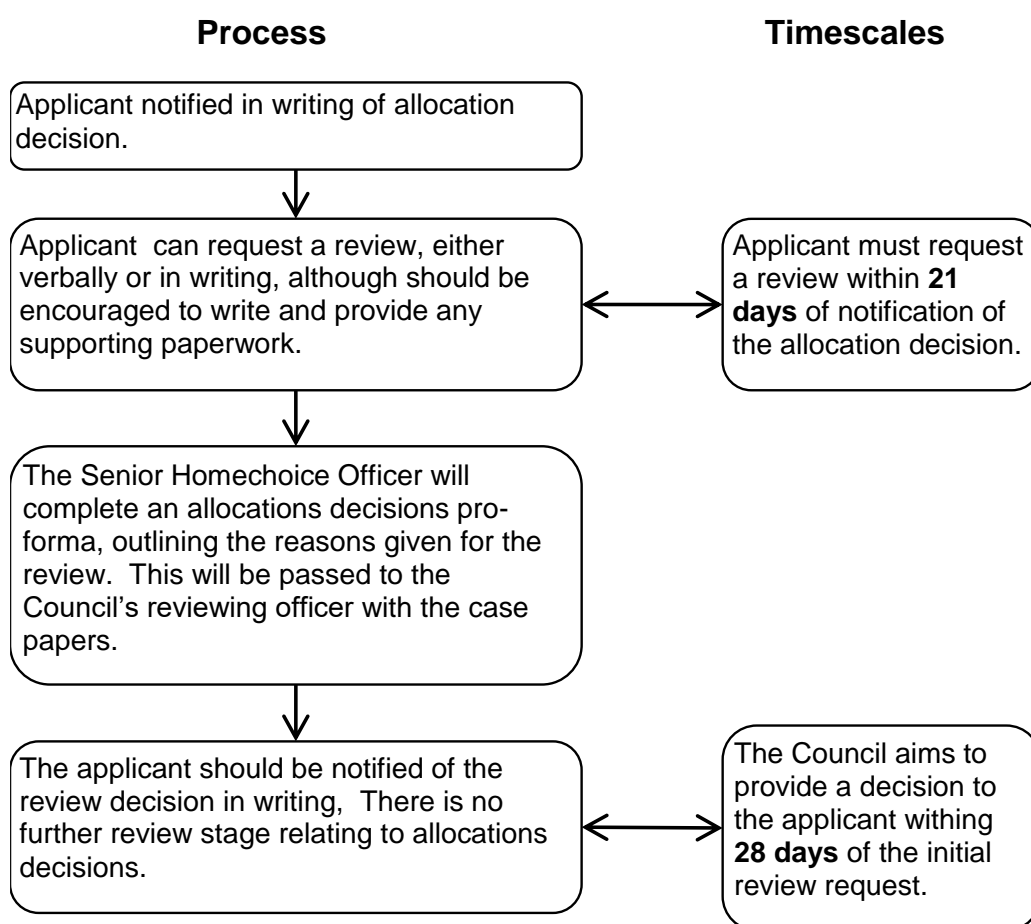 Process
Timescales
Applicant notified in writing of allocation
decision.
Applicant  can request a review, either
verbally or in writing, although should be
encouraged to write and provide any
supporting paperwork.
Applicant must request
a review within 21
days of notification of
the allocation decision.
The Senior Homechoice Officer will
complete an allocations decisions pro-
forma, outlining the reasons given for the
review.  This will be passed to the
Council’s reviewing officer with the case
papers.
The applicant should be notified of the
review decision in writing,  There is no
further review stage relating to allocations
decisions.
The Council aims to
provide a decision to
the applicant withing
28 days of the initial
review request.